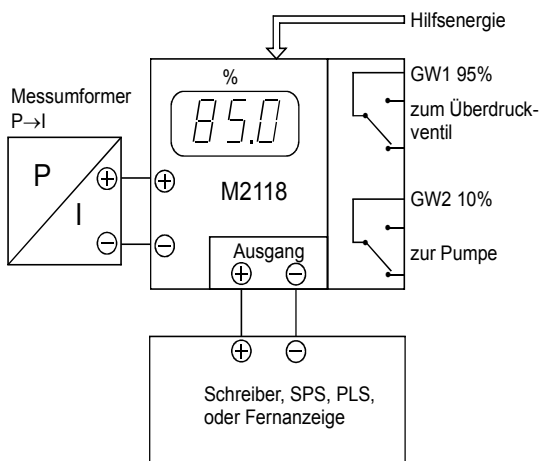 Hilfsenergie
%
85.0
M2118
Messumformer
P→I
P
I
⊕
⊖
⊕
⊖
Ausgang
⊕ ⊖
GW1 95%
zum Überdruck-
ventil
GW2 10%
zur Pumpe
⊕ ⊖
Schreiber, SPS, PLS,
oder Fernanzeige